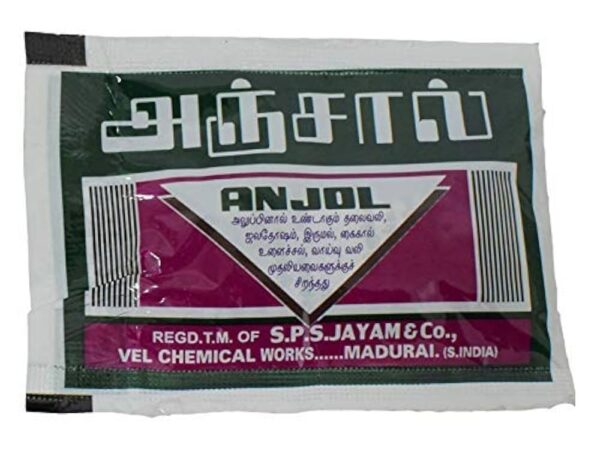 அஞ்சால்
ANJOL
அலுப்பினால் உண்டாகும் தலைவலி,
ஜலதோஷம், இருமல், கைகால்
உளைச்சல், வாய்வு வலி
முதலியவைகளுக்குச்
சிறந்தது
REGD.T.M. OF S.P.S.JAYAM & Co.,
VEL CHEMICAL WORKS......MADURAI. (S.INDIA)